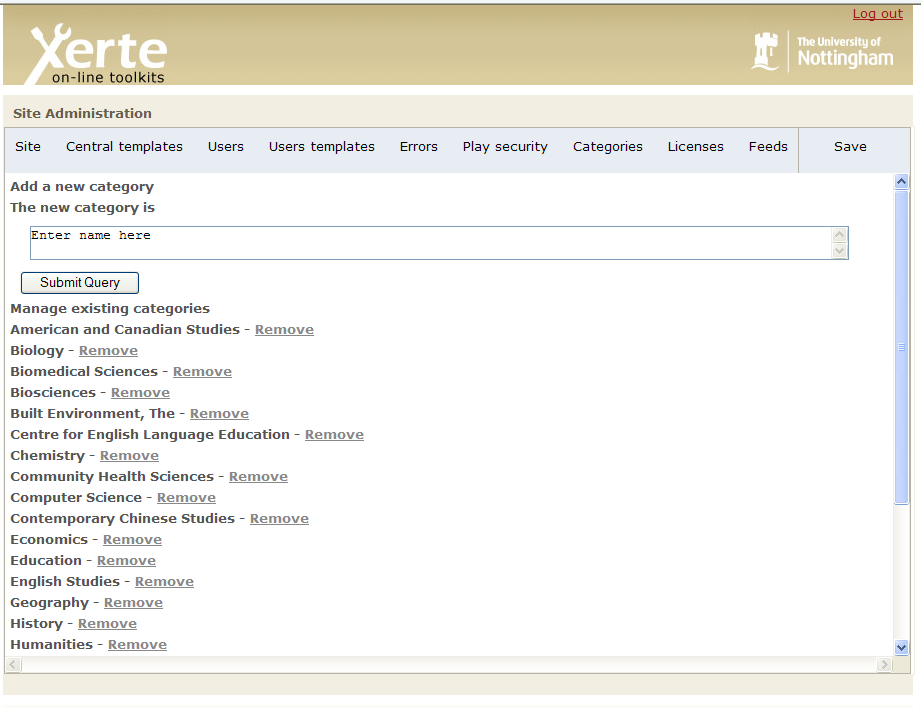 Log out
Xerte
on-line toolkits
The University of
Nottingham
Site Administration
Site Central templates Users Users templates Errors Play security Categories Licenses Feeds Save
Add a new category
The new category is
Enter name here
Submit Query
Manage existing categories
American and Canadian Studies - Remove
Biology - Remove
Biomedical Sciences - Remove
Biosciences - Remove
Built Environment, The - Remove
Centre for English Language Education - Remove
Chemistry - Remove
Community Health Sciences - Remove
Computer Science - Remove
Contemporary Chinese Studies - Remove
Economics - Remove
Education - Remove
English Studies - Remove
Geography - Remove
History - Remove
Humanities - Remove